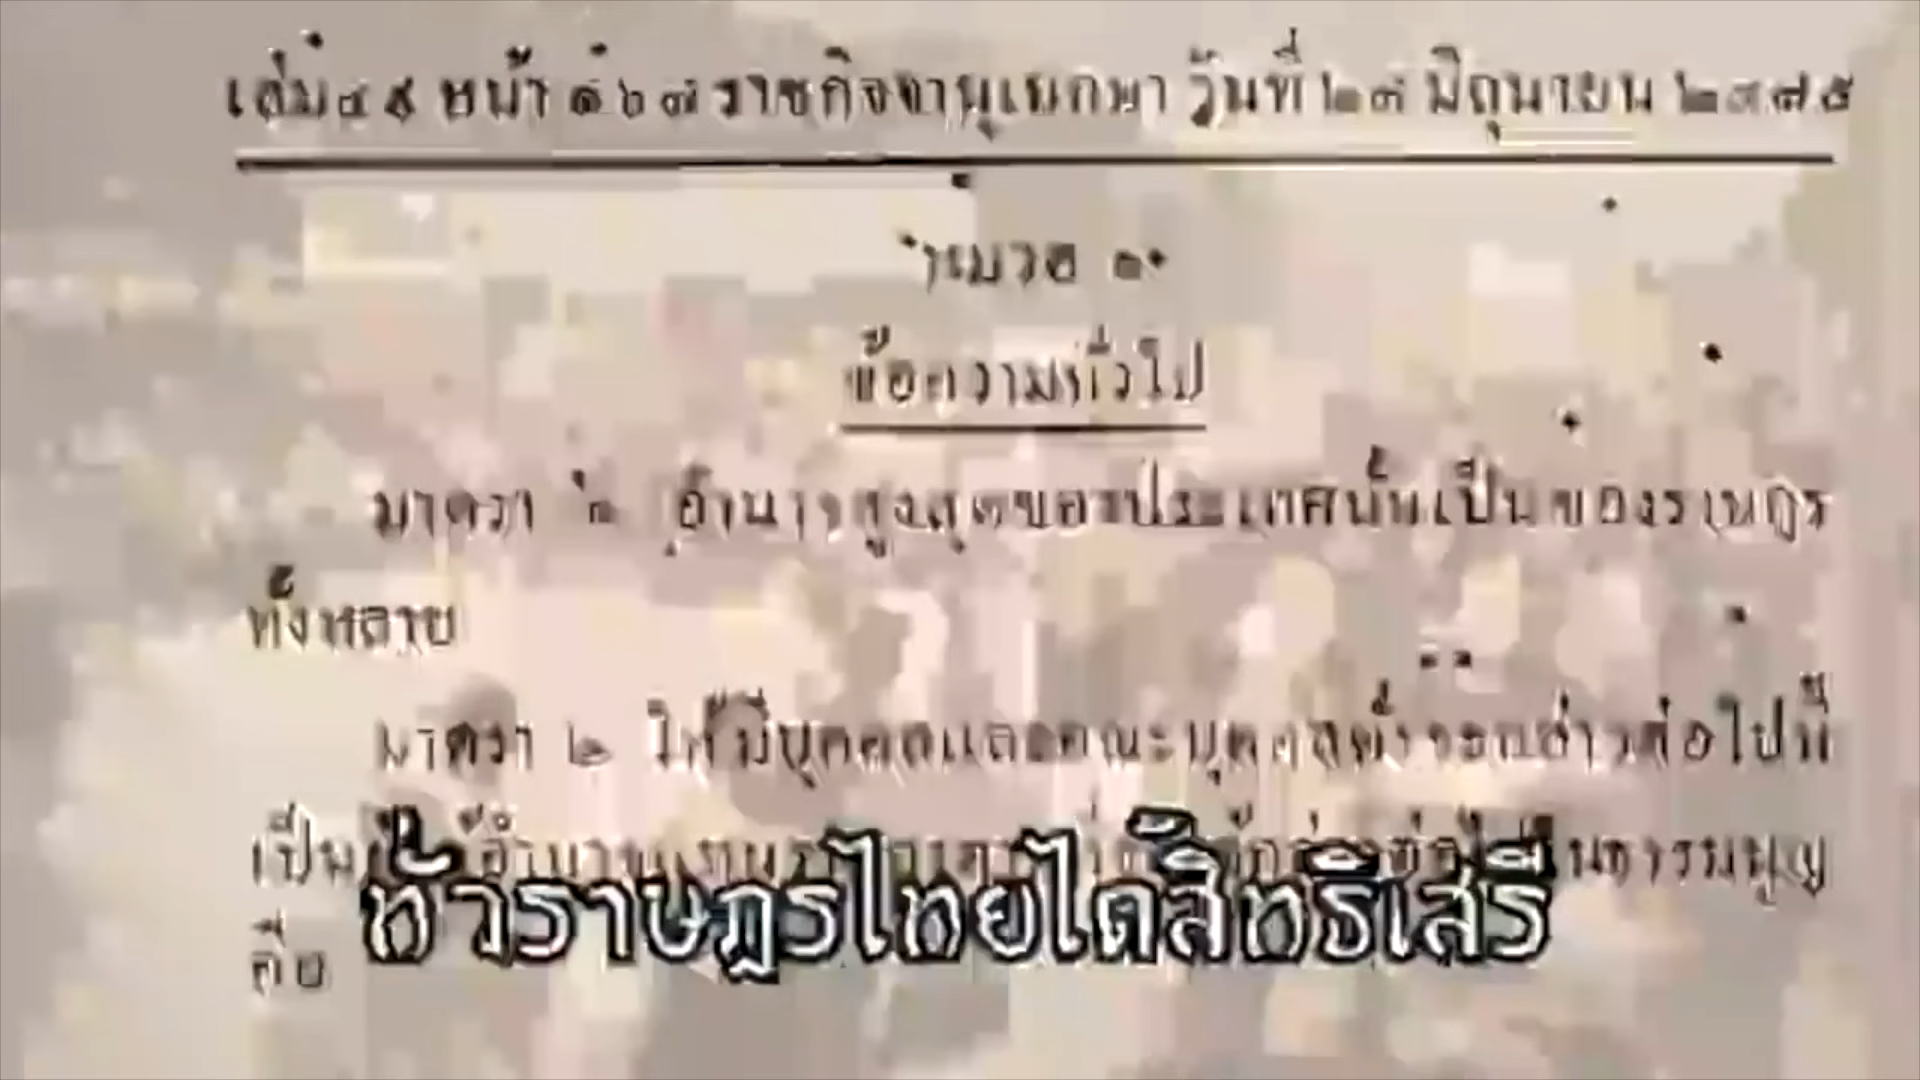 เล่ม ๔๙ หน้า ๑๖๗ ราชกิจจานุเบกษา วันที่ ๒๗ มิถุนายน ๒๔๗๕
หมวด ๑
ข้อความทั่วไป
มาตรา ๑ อำนาจสูงสุดของประเทศนั้นเป็นของราษฎร
ทั้งหลาย
มาตรา ๒ ให้มีบุคคลและคณะบุคคลดั่งจะกล่าวต่อไปนี้
เป็นผู้ใช้อำนาจ
ธรรมนูญ
คือ
ทั่วราษฎรไทยได้สิทธิเสรี